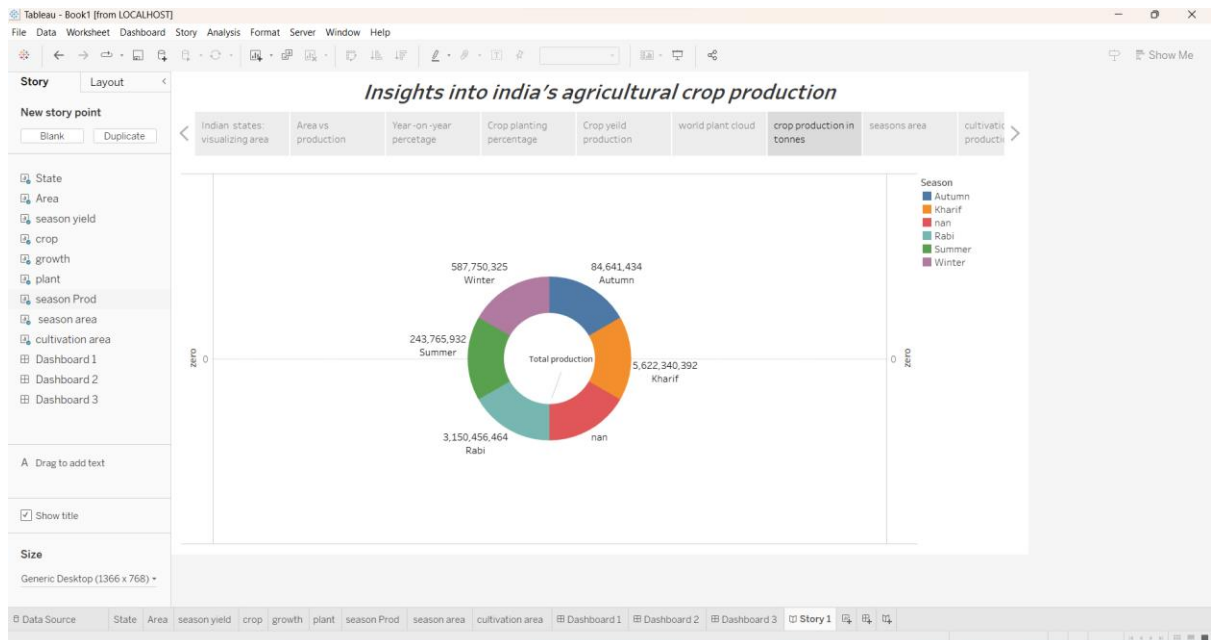 Tableau - Book1 [from LOCALHOST]
File Data Worksheet Dashboard Story Analysis Format Server Window Help
Show Me
Story Layout
New story point
Blank Duplicate
State
Area
season yield
crop
growth
plant
season Prod
season area
cultivation area
Dashboard 1
Dashboard 2
Dashboard 3
A Drag to add text
Show title
Size
Generic Desktop (1366 x 768)
Insights into india's agricultural crop production
Indian states:
visualizing area
Area vs
production
Year -on -year
percetage
Crop planting
percentage
Crop yeild
production
world plant cloud
crop production in
tonnes
seasons area
cultivatic
producti
587,750,325
Winter
84,641,434
Autumn
243,765,932
Summer
Total production
5,622,340,392
Kharif
3,150,456,464
Rabi
nan
zero
0
0
zero
Season
Autumn
Kharif
nan
Rabi
Summer
Winter
Data Source State Area season yield crop growth plant season Prod season area cultivation area Dashboard 1 Dashboard 2 Dashboard 3 Story 1